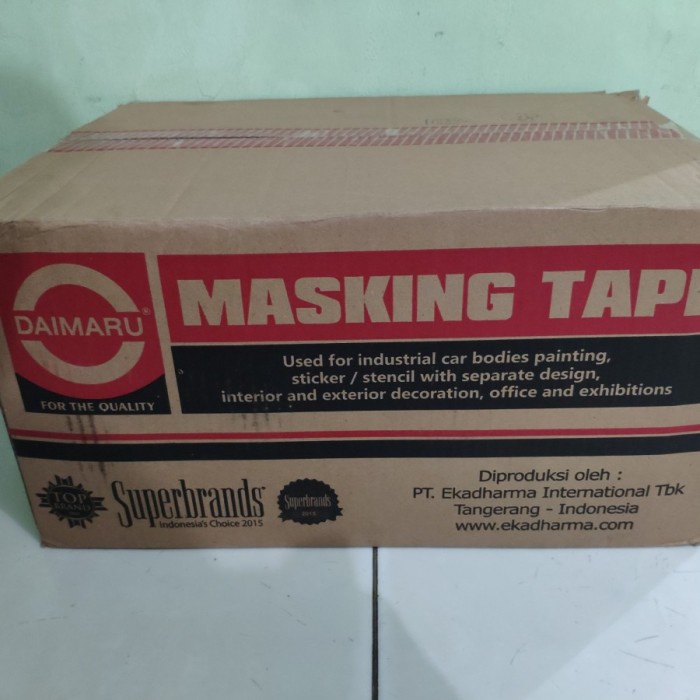 DAIMARU®
FOR THE QUALITY
MASKING TAPE
Used for industrial car bodies painting,
sticker / stencil with separate design,
interior and exterior decoration, office and exhibitions
TOP
BRAND
Superbrands
Indonesia's Choice 2015
Superbrands
2015
Diproduksi oleh :
PT. Ekadharma International Tbk
Tangerang - Indonesia
www.ekadharma.com